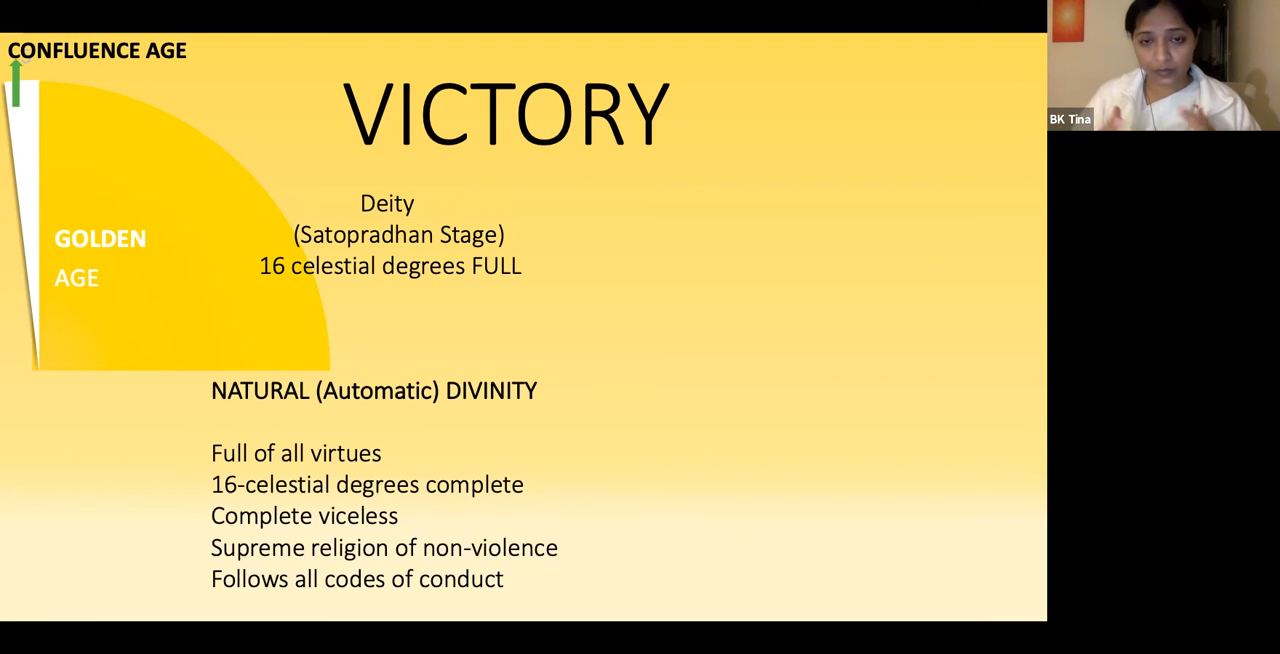 CONFLUENCE AGE
VICTORY
BK Tina
Deity
(Satopradhan Stage)
16 celestial degrees FULL
GOLDEN
AGE
NATURAL (Automatic) DIVINITY
Full of all virtues
16-celestial degrees complete
Complete viceless
Supreme religion of non-violence
Follows all codes of conduct